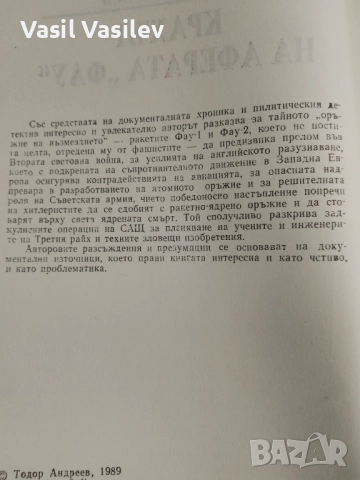 Vasil Vasilev
КРАЯТ
НА АФЕРАТА „ФАУ“
Със средствата на документалната хроника и политическия де-
тектив интересно и увлекателно авторът разказва за тайното „оръ-
жие на възмездието“ — ракетите Фау-1 и Фау-2, което не пости-
гна целта, отредена му от фашистите — да предизвика прелом във
Втората световна война, за усилията на английското разузнаване,
което с подкрепата на съпротивителното движение в Западна Ев-
ропа осигурява контрадействията на авиацията, за опасната надпре-
вара в разработването на атомното оръжие и за решителната
роля на Съветската армия, чието победоносно настъпление попречи
на хитлеристите да се сдобият с ракетно-ядрено оръжие и да сто-
варят върху света ядрената смърт. Той сполучливо разкрива зад-
кулисните операции на САЩ за пленяване на учените и инженери-
те на Третия райх и техните зловещи изобретения.
Авторовите разсъждения и презумпции се основават на доку-
ментални източници, което прави книгата интересна и като четиво,
и като проблематика.
© Тодор Андреев, 1989
BAZAR